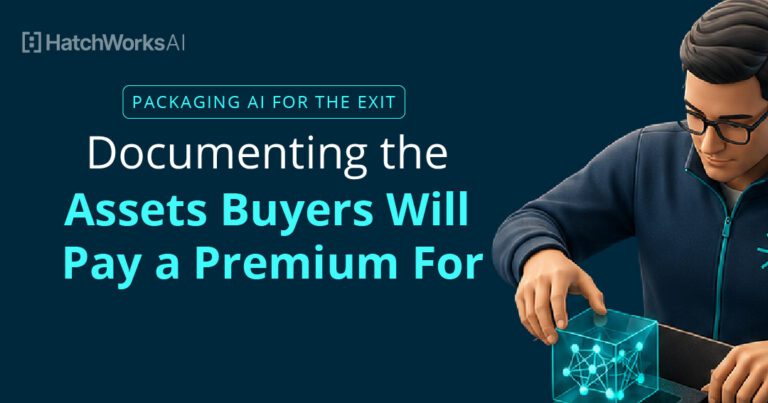 HatchWorksAI
PACKAGING AI FOR THE EXIT
Documenting the
Assets Buyers Will
Pay a Premium For